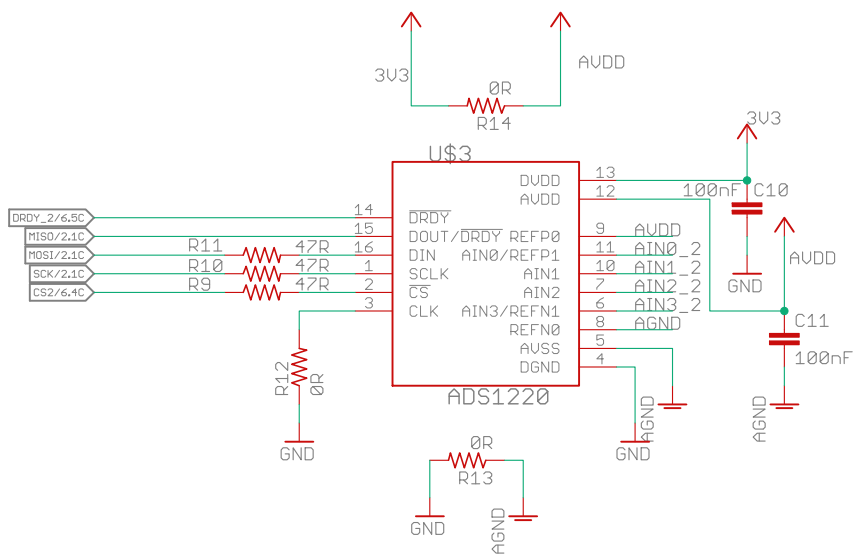 3V3
AVDD
0R
R14
3V3
U$3
DVDD 13
AVDD 12
100nF C10
DRDY_2/6.5C
14 DRDY
MISO/2.1C
15 DOUT/DRDY REFP0 9 AVDD
MOSI/2.1C R11 47R 16 DIN AIN0/REFP1 11 AIN0_2
SCK/2.1C R10 47R 1 SCLK AIN1 10 AIN1_2
CS2/6.4C R9 47R 2 CS AIN2 7 AIN2_2
3 CLK AIN3/REFN1 6 AIN3_2
REFN0 8 AGND
AVSS 5
DGND 4
GND
AVDD
C11
100nF
R12
0R
ADS1220
AGND
AGND
GND
GND
0R
R13
GND
AGND